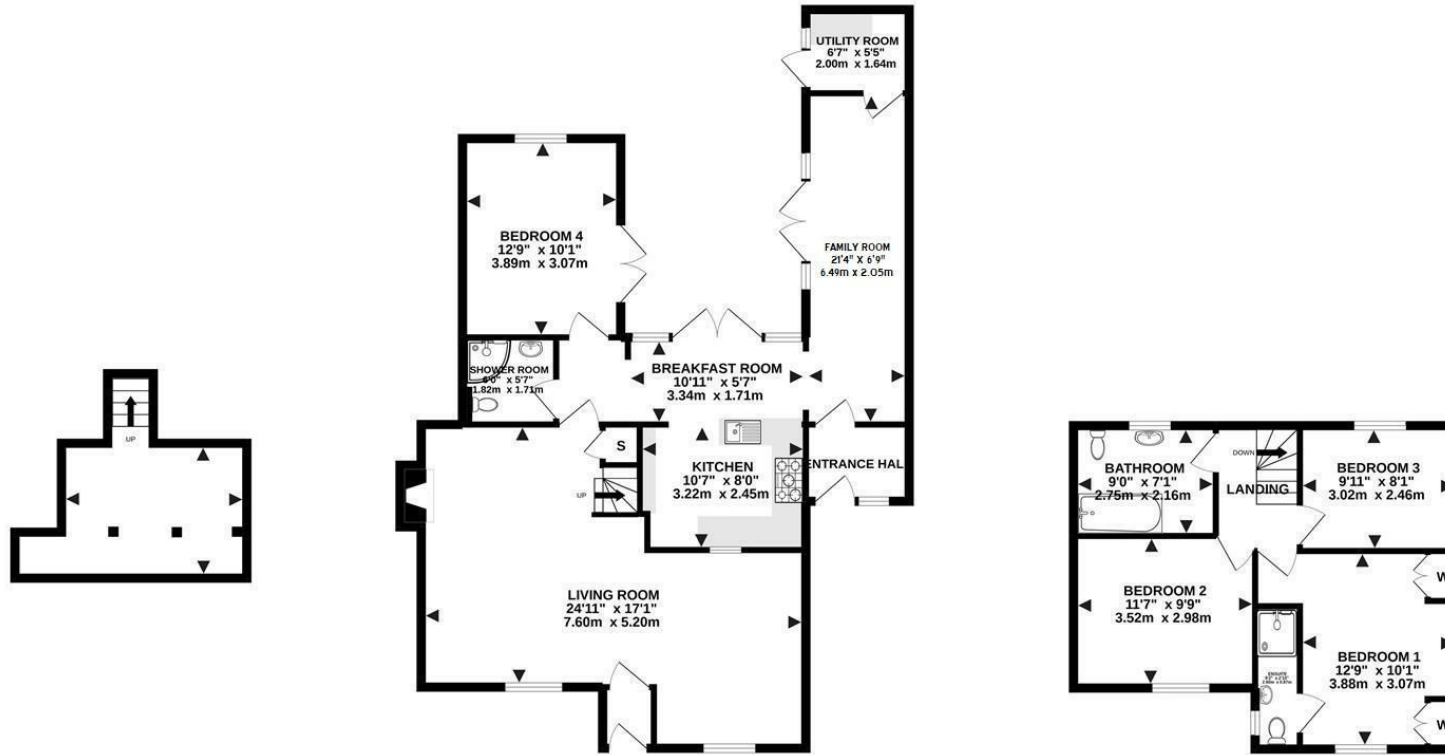 UP
UTILITY ROOM
6'7" x 5'5"
2.00m x 1.64m
BEDROOM 4
12'9" x 10'1"
3.89m x 3.07m
FAMILY ROOM
21'4" X 6'9"
6.49m x 2.05m
SHOWER ROOM
6'0" x 5'7"
1.82m x 1.71m
BREAKFAST ROOM
10'11" x 5'7"
3.34m x 1.71m
S
UP
KITCHEN
10'7" x 8'0"
3.22m x 2.45m
ENTRANCE HAL
LIVING ROOM
24'11" x 17'1"
7.60m x 5.20m
BATHROOM
9'0" x 7'1"
2.75m x 2.16m
DOWN
LANDING
BEDROOM 3
9'11" x 8'1"
3.02m x 2.46m
BEDROOM 2
11'7" x 9'9"
3.52m x 2.98m
W
ENSUITE
BEDROOM 1
12'9" x 10'1"
3.88m x 3.07m
W